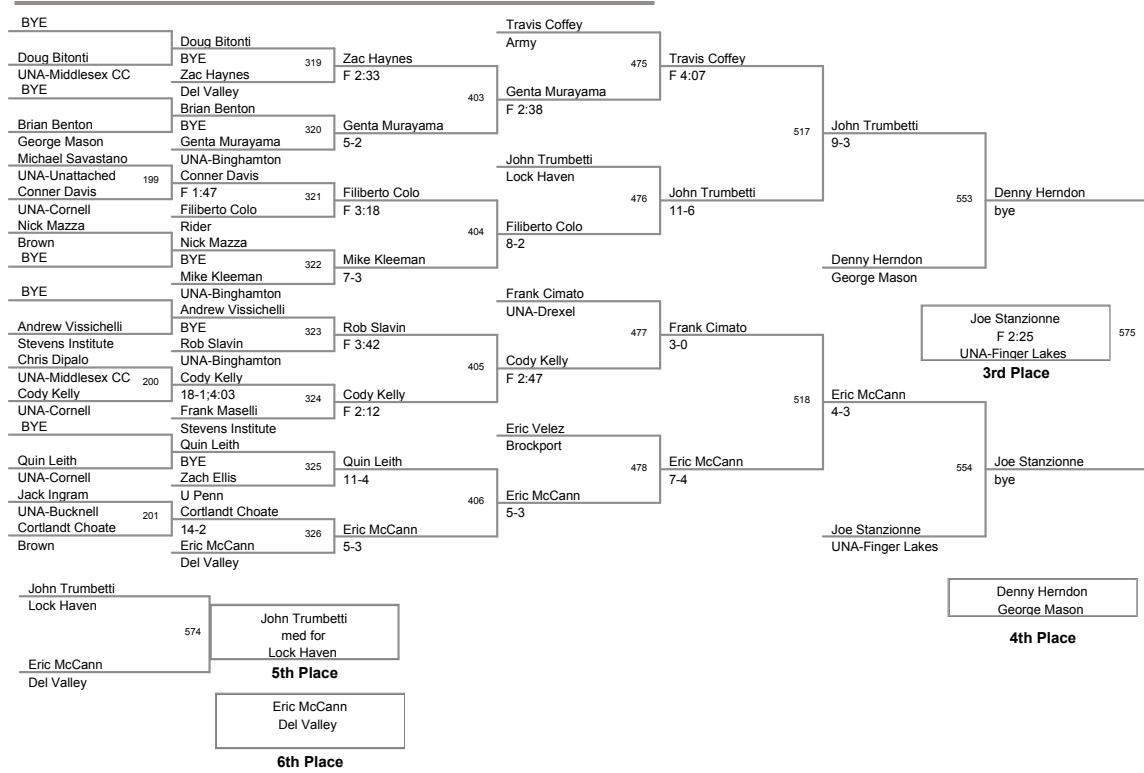 BYE
Doug Bitonti
UNA-Middlesex CC
BYE
Brian Benton
George Mason
Michael Savastano
UNA-Unattached
199
Conner Davis
UNA-Cornell
Nick Mazza
Brown
BYE
BYE
Andrew Vissichelli
Stevens Institute
Chris Dipalo
UNA-Middlesex CC
200
Cody Kelly
UNA-Cornell
BYE
Quin Leith
UNA-Cornell
Jack Ingram
UNA-Bucknell
201
Cortlandt Choate
Brown
Doug Bitonti
BYE
319
Zac Haynes
Del Valley
Brian Benton
BYE
320
Genta Murayama
UNA-Binghamton
Conner Davis
F 1:47
321
Filiberto Colo
Rider
Nick Mazza
BYE
322
Mike Kleeman
UNA-Binghamton
Andrew Vissichelli
BYE
323
Rob Slavin
UNA-Binghamton
Cody Kelly
18-1;4:03
324
Frank Maselli
Stevens Institute
Quin Leith
BYE
325
Zach Ellis
U Penn
Cortlandt Choate
14-2
326
Eric McCann
Del Valley
Zac Haynes
F 2:33
403
Genta Murayama
5-2
Filiberto Colo
F 3:18
404
Mike Kleeman
7-3
Rob Slavin
F 3:42
405
Cody Kelly
F 2:12
Quin Leith
11-4
406
Eric McCann
5-3
Travis Coffey
Army
475
Genta Murayama
F 2:38
John Trumbetti
Lock Haven
476
Filiberto Colo
8-2
Frank Cimato
UNA-Drexel
477
Cody Kelly
F 2:47
Eric Velez
Brockport
478
Eric McCann
5-3
Travis Coffey
F 4:07
517
John Trumbetti
11-6
Frank Cimato
3-0
518
Eric McCann
7-4
John Trumbetti
9-3
553
Denny Herndon
George Mason
Eric McCann
4-3
554
Joe Stanzionne
UNA-Finger Lakes
Denny Herndon
bye
Joe Stanzionne
F 2:25
UNA-Finger Lakes
575
3rd Place
Joe Stanzionne
bye
Denny Herndon
George Mason
4th Place
John Trumbetti
Lock Haven
574
Eric McCann
Del Valley
John Trumbetti
med for
Lock Haven
5th Place
Eric McCann
Del Valley
6th Place